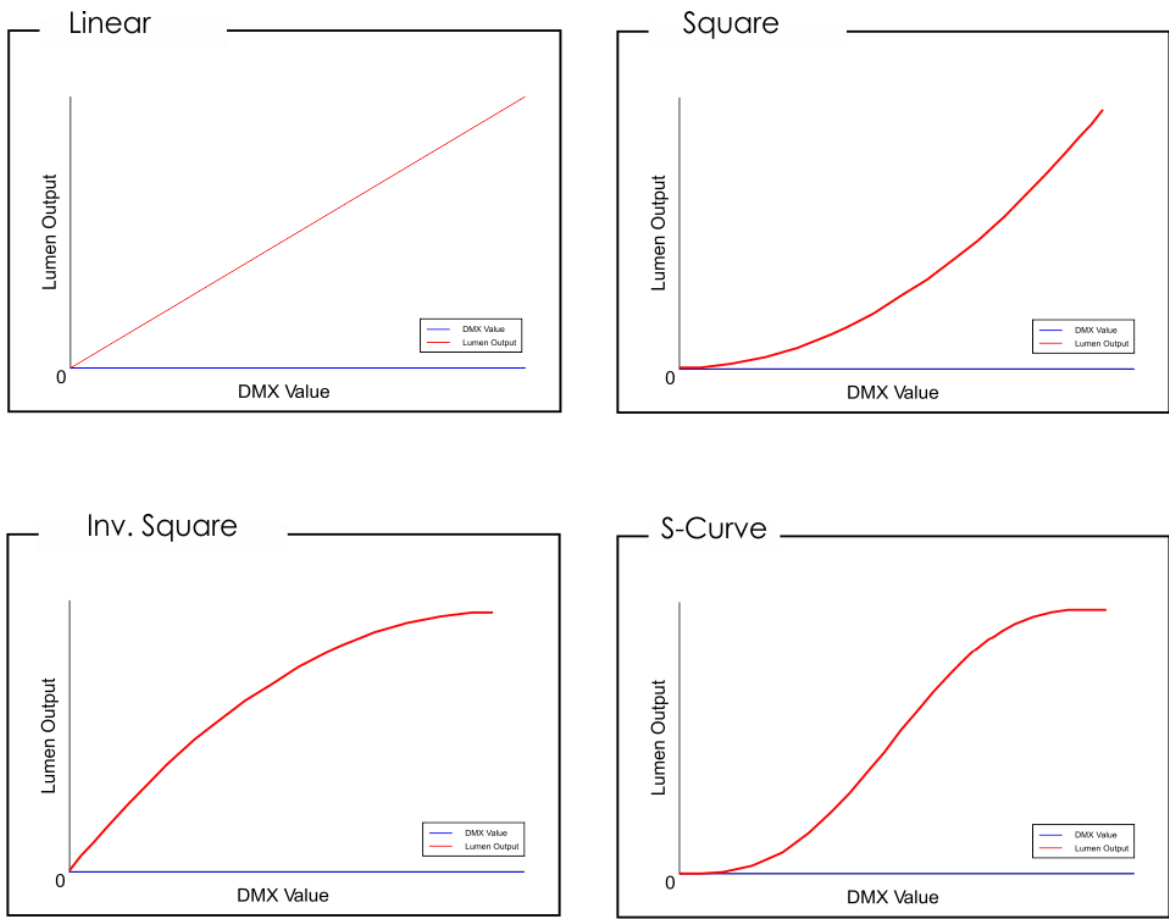 Linear
Lumen Output
DMX Value
Lumen Output
0
DMX Value
Square
Lumen Output
DMX Value
Lumen Output
0
DMX Value
Inv. Square
Lumen Output
DMX Value
Lumen Output
0
DMX Value
S-Curve
Lumen Output
DMX Value
Lumen Output
0
DMX Value